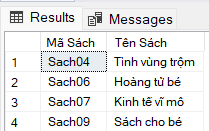 Results Messages
Mã Sách Tên Sách
1 Sach04 Tình vùng trộm
2 Sach06 Hoàng tử bé
3 Sach07 Kinh tế vĩ mô
4 Sach09 Sách cho bé